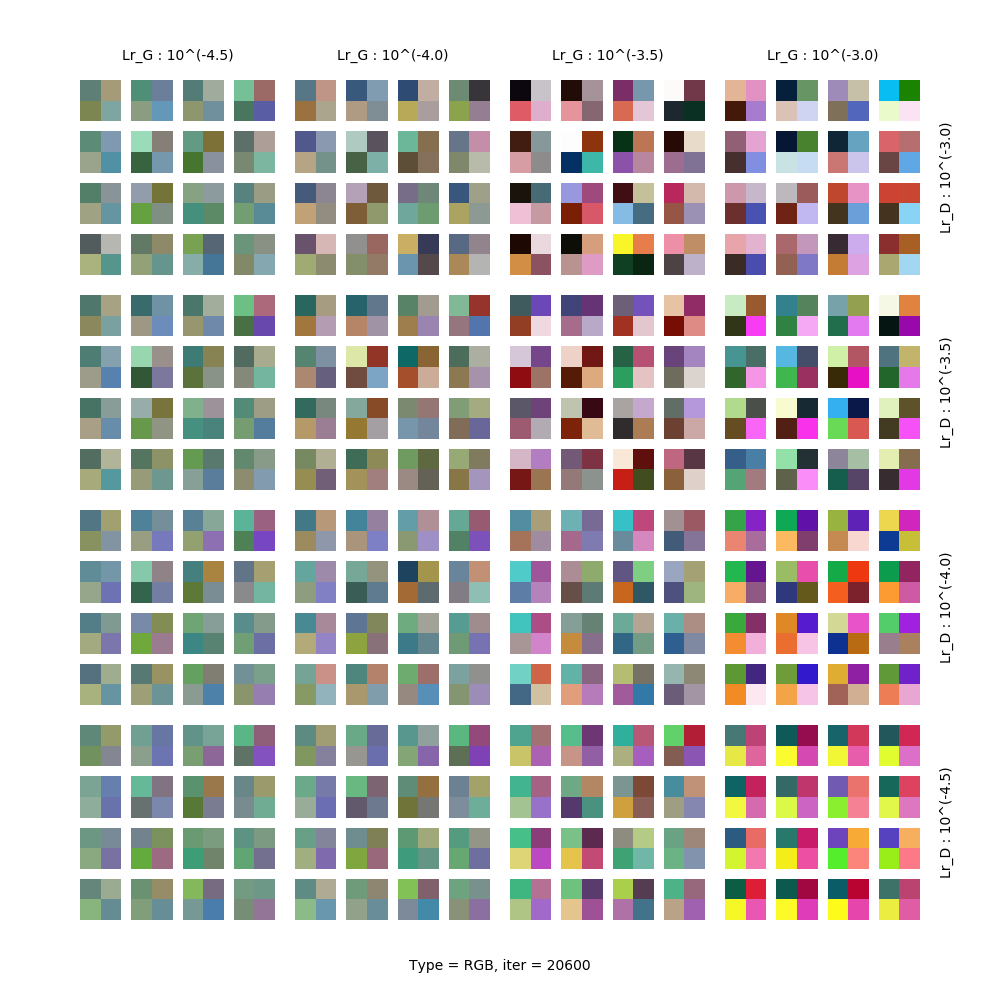 Lr_G : 10^(-4.5)
Lr_G : 10^(-4.0)
Lr_G : 10^(-3.5)
Lr_G : 10^(-3.0)
Lr_D : 10^(-3.0)
Lr_D : 10^(-3.5)
Lr_D : 10^(-4.0)
Lr_D : 10^(-4.5)
Type = RGB, iter = 20600